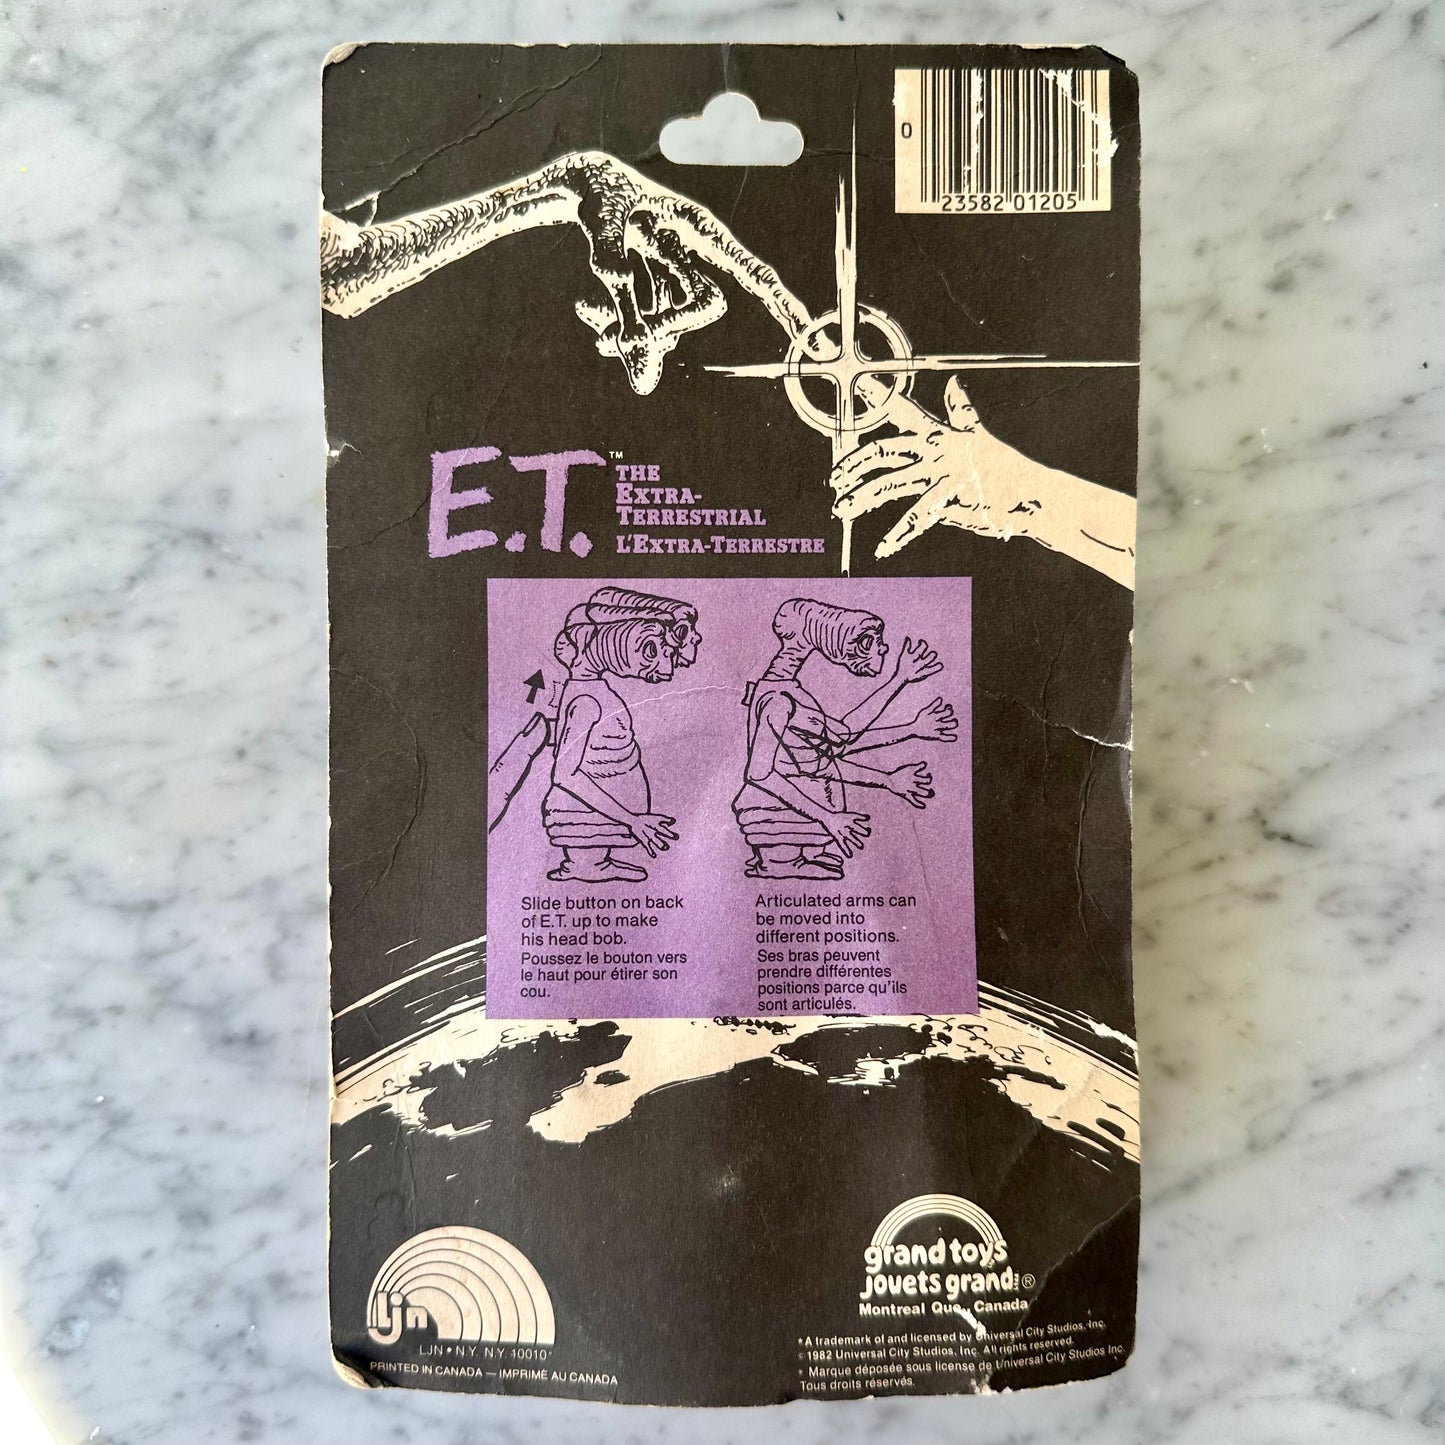 0
23582 01205
E.T.™
THE
EXTRA-
TERRESTRIAL
L'EXTRA-TERRESTRE
Slide button on back
of E.T. up to make
his head bob.
Poussez le bouton vers
le haut pour étirer son
cou.
Articulated arms can
be moved into
different positions.
Ses bras peuvent
prendre différentes
positions parce qu'ils
sont articulés.
ljn
LJN • N.Y. N.Y. 10010
PRINTED IN CANADA — IMPRIMÉ AU CANADA
grand toys
jouets grand ®
Montreal Que., Canada
* A trademark of and licensed by Universal City Studios, Inc.
© 1982 Universal City Studios, Inc. All rights reserved.
* Marque déposée sous license de Universal City Studios Inc.
Tous droits réservés.